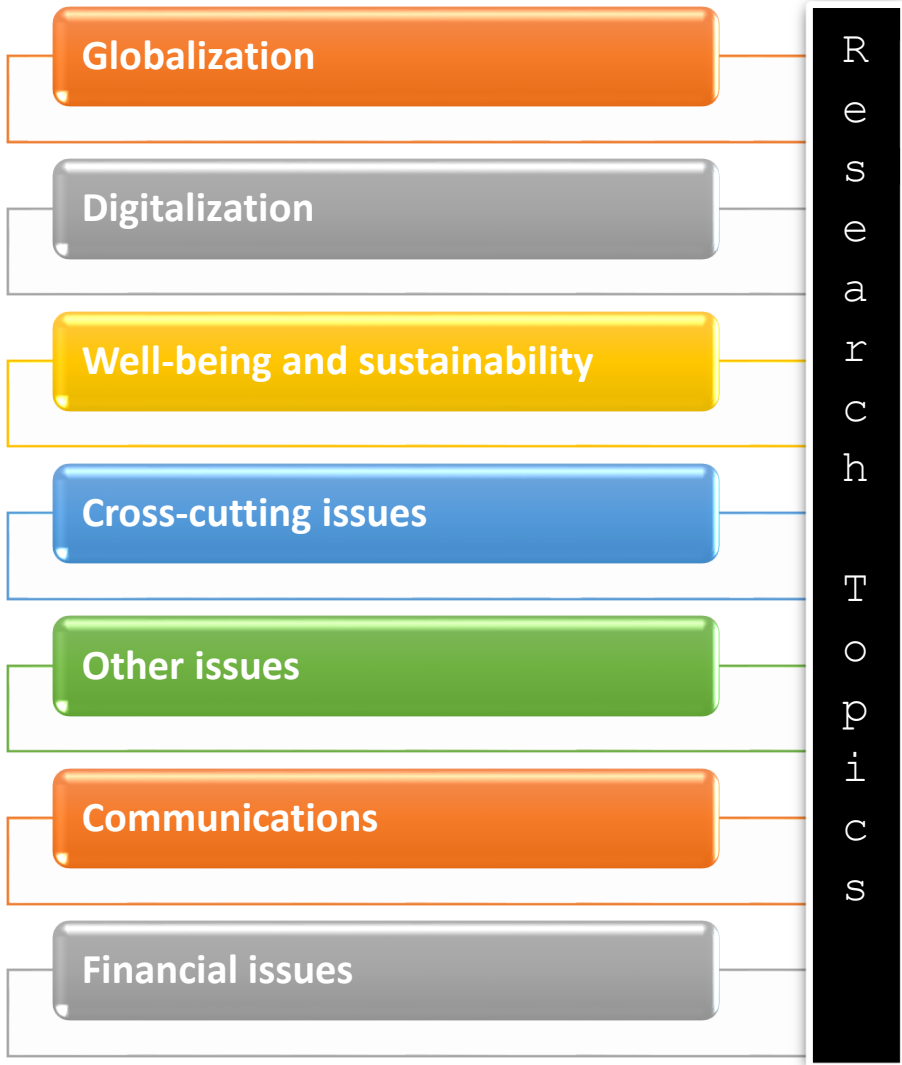 Globalization
Digitalization
Well-being and sustainability
Cross-cutting issues
Other issues
Communications
Financial issues
Research Topics